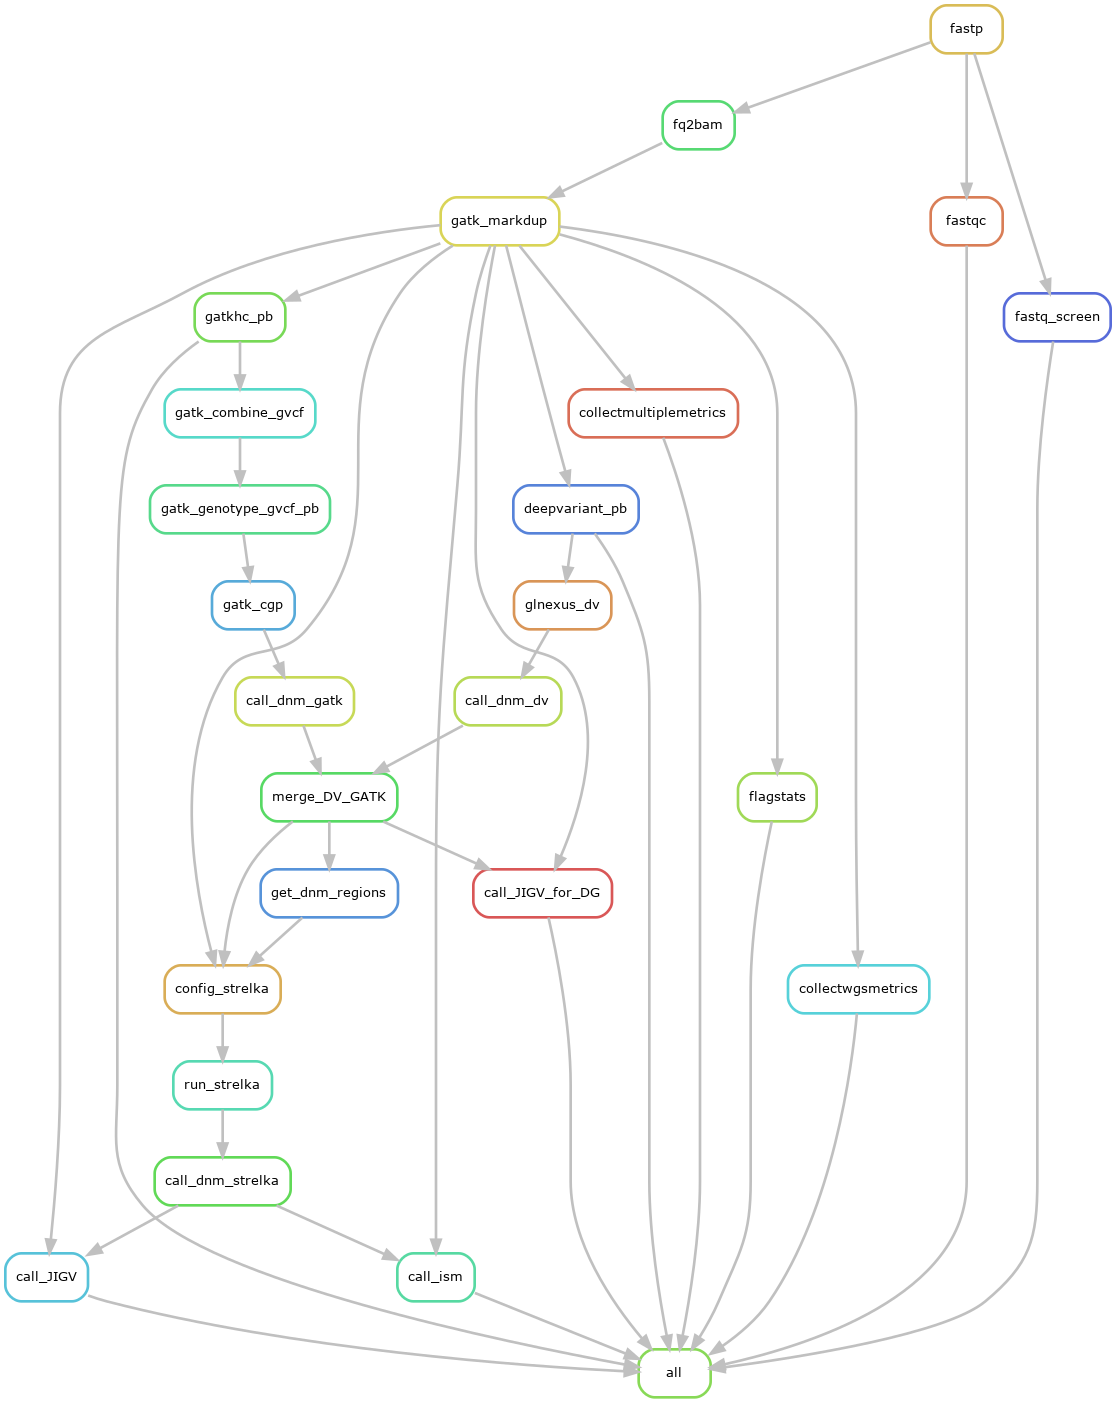 fastp
fq2bam
gatk_markdup
fastqc
gatkhc_pb
fastq_screen
gatk_combine_gvcf
collectmultiplemetrics
gatk_genotype_gvcf_pb
deepvariant_pb
gatk_cgp
glnexus_dv
call_dnm_gatk
call_dnm_dv
merge_DV_GATK
flagstats
get_dnm_regions
call_JIGV_for_DG
config_strelka
collectwgsmetrics
run_strelka
call_dnm_strelka
call_JIGV
call_ism
all